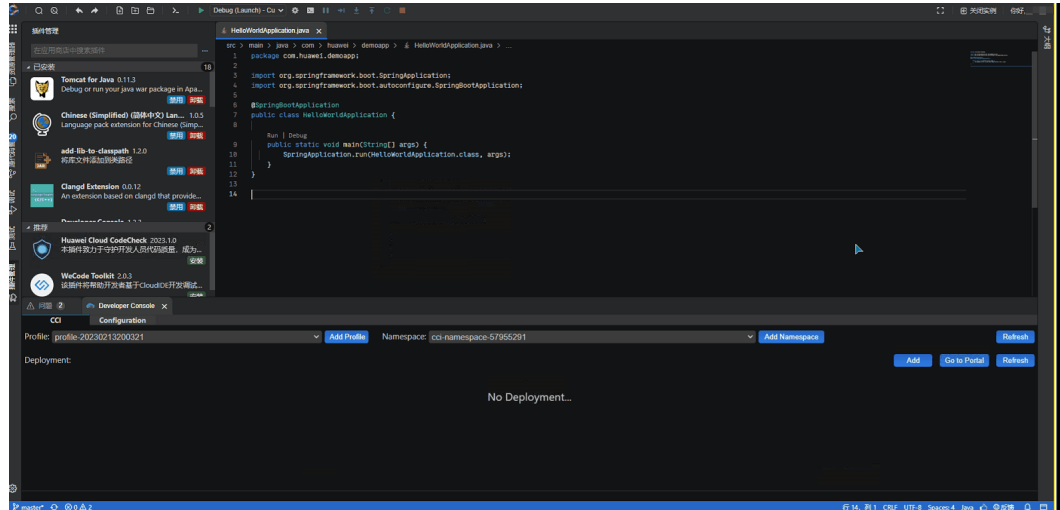 Debug (Launch) - Cu
关闭实例
你好,
插件管理
HelloWorldApplication.java
在应用商店中搜索插件
src > main > java > com > huawei > demoapp > HelloWorldApplication.java > ...
已安装 18
Tomcat for Java 0.11.3
Debug or run your java war package in Apa...
禁用 卸载
Chinese (Simplified) (简体中文) Lan... 1.0.5
Language pack extension for Chinese (Simp...
禁用 卸载
add-lib-to-classpath 1.2.0
将库文件添加到类路径
禁用 卸载
Clangd Extension 0.0.12
An extension based on clangd that provide...
禁用 卸载
推荐 2
Huawei Cloud CodeCheck 2023.1.0
本插件致力于守护开发人员代码质量，成为...
安装
WeCode Toolkit 2.0.3
该插件将帮助开发者基于CloudIDE开发调试...
1 package com.huawei.demoapp;
2
3 import org.springframework.boot.SpringApplication;
4 import org.springframework.boot.autoconfigure.SpringBootApplication;
5
6 @SpringBootApplication
7 public class HelloWorldApplication {
8
Run | Debug
9 public static void main(String[] args) {
10 SpringApplication.run(HelloWorldApplication.class, args);
11 }
12 }
13
14
问题 2
Developer Console
CCI
Configuration
Profile: profile-20230213200321
Add Profile
Namespace: cci-namespace-57955291
Add Namespace
Refresh
Deployment:
Add
Go to Portal
Refresh
No Deployment...
master*
0 2
行 14, 列 1
CRLF
UTF-8
Spaces: 4
Java
反馈